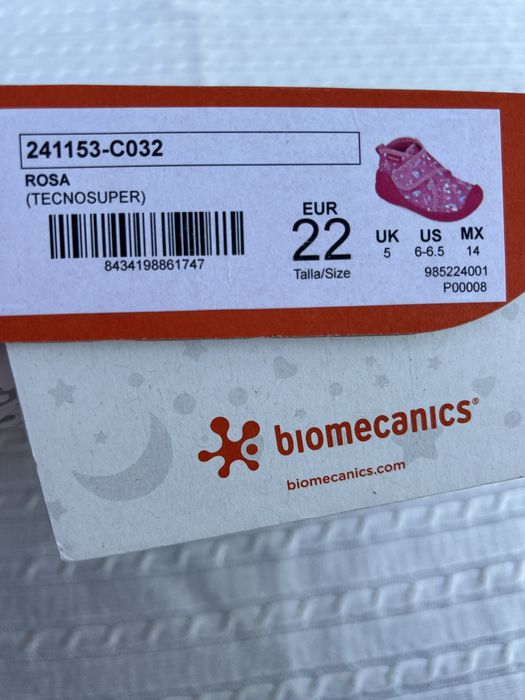 241153-C032
ROSA
(TECNOSUPER)
8434198861747
EUR
22
Talla/Size
UK US MX
5 6-6.5 14
985224001
P00008
biomecanics®
biomecanics.com